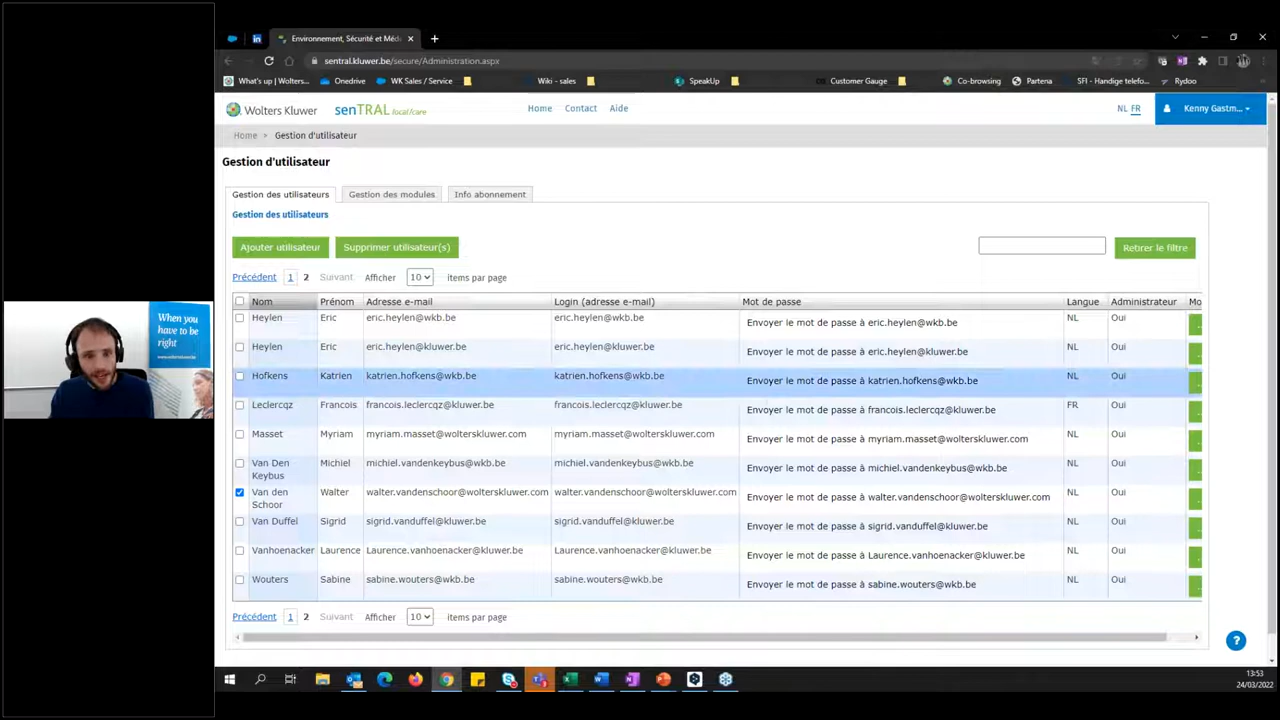 Environnement, Sécurité et Méd
sentral.kluwer.be/secure/Administration.aspx
What's up | Wolters... Onedrive WK Sales / Service Wiki - sales SpeakUp Customer Gauge Co-browsing Partena SFI - Handige telefo... Rydoo
Wolters Kluwer senTRAL local/care Home Contact Aide NL FR Kenny Gastm...
Home > Gestion d'utilisateur
Gestion d'utilisateur
Gestion des utilisateurs Gestion des modules Info abonnement
Gestion des utilisateurs
Ajouter utilisateur Supprimer utilisateur(s) Retirer le filtre
Précédent 1 2 Suivant Afficher 10 items par page
Nom Prénom Adresse e-mail Login (adresse e-mail) Mot de passe Langue Administrateur Mo
Heylen Eric eric.heylen@wkb.be eric.heylen@wkb.be Envoyer le mot de passe à eric.heylen@wkb.be NL Oui
Heylen Eric eric.heylen@kluwer.be eric.heylen@kluwer.be Envoyer le mot de passe à eric.heylen@kluwer.be NL Oui
Hofkens Katrien katrien.hofkens@wkb.be katrien.hofkens@wkb.be Envoyer le mot de passe à katrien.hofkens@wkb.be NL Oui
Leclercqz Francois francois.leclercqz@kluwer.be francois.leclercqz@kluwer.be Envoyer le mot de passe à francois.leclercqz@kluwer.be FR Oui
Masset Myriam myriam.masset@wolterskluwer.com myriam.masset@wolterskluwer.com Envoyer le mot de passe à myriam.masset@wolterskluwer.com NL Oui
Van Den Keybus Michiel michiel.vandenkeybus@wkb.be michiel.vandenkeybus@wkb.be Envoyer le mot de passe à michiel.vandenkeybus@wkb.be NL Oui
Van den Schoor Walter walter.vandenschoor@wolterskluwer.com walter.vandenschoor@wolterskluwer.com Envoyer le mot de passe à walter.vandenschoor@wolterskluwer.com NL Oui
Van Duffel Sigrid sigrid.vanduffel@kluwer.be sigrid.vanduffel@kluwer.be Envoyer le mot de passe à sigrid.vanduffel@kluwer.be NL Oui
Vanhoenacker Laurence Laurence.vanhoenacker@kluwer.be Laurence.vanhoenacker@kluwer.be Envoyer le mot de passe à Laurence.vanhoenacker@kluwer.be NL Oui
Wouters Sabine sabine.wouters@wkb.be sabine.wouters@wkb.be Envoyer le mot de passe à sabine.wouters@wkb.be NL Oui
Précédent 1 2 Suivant Afficher 10 items par page
When you
have to be
right
13:53
24/03/2022